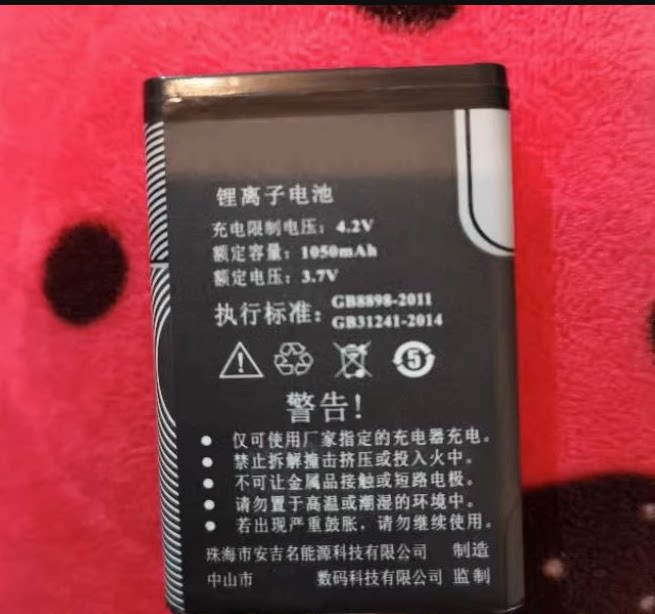 锂离子电池
充电限制电压：4.2V
额定容量：1050mAh
额定电压：3.7V
执行标准：GB8898-2011
GB31241-2014
5
警告！
● 仅可使用厂家指定的充电器充电。
● 禁止拆解撞击挤压或投入火中。
● 不可让金属品接触或短路电极。
● 请勿置于高温或潮湿的环境中。
● 若出现严重鼓胀，请勿继续使用。
珠海市安吉名能源科技有限公司 制造
中山市 数码科技有限公司 监制